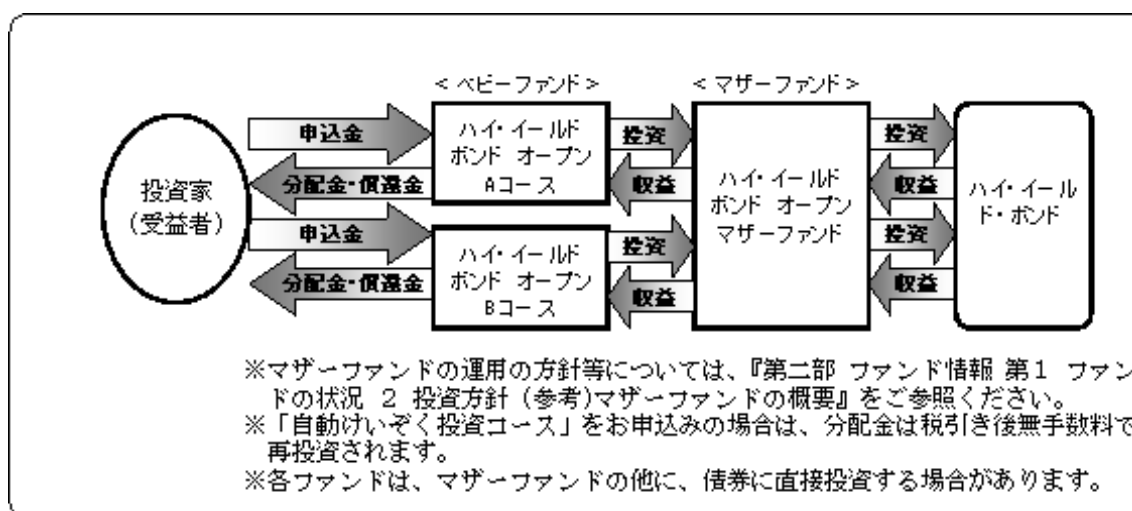 <ベビーファンド>
<マザーファンド>
投資家
(受益者)
申込金
分配金・償還金
申込金
分配金・償還金
ハイ・イールド
ボンド オープン
Aコース
ハイ・イールド
ボンド オープン
Bコース
投資
収益
投資
収益
ハイ・イールド
ボンド オープン
マザーファンド
投資
収益
投資
収益
ハイ・イール
ド・ボンド
※マザーファンドの運用の方針等については、『第二部 ファンド情報 第1 ファン
ドの状況 2 投資方針(参考)マザーファンドの概要』をご参照ください。
※「自動けいぞく投資コース」をお申込みの場合は、分配金は税引き後無手数料で
再投資されます。
※各ファンドは、マザーファンドの他に、債券に直接投資する場合があります。